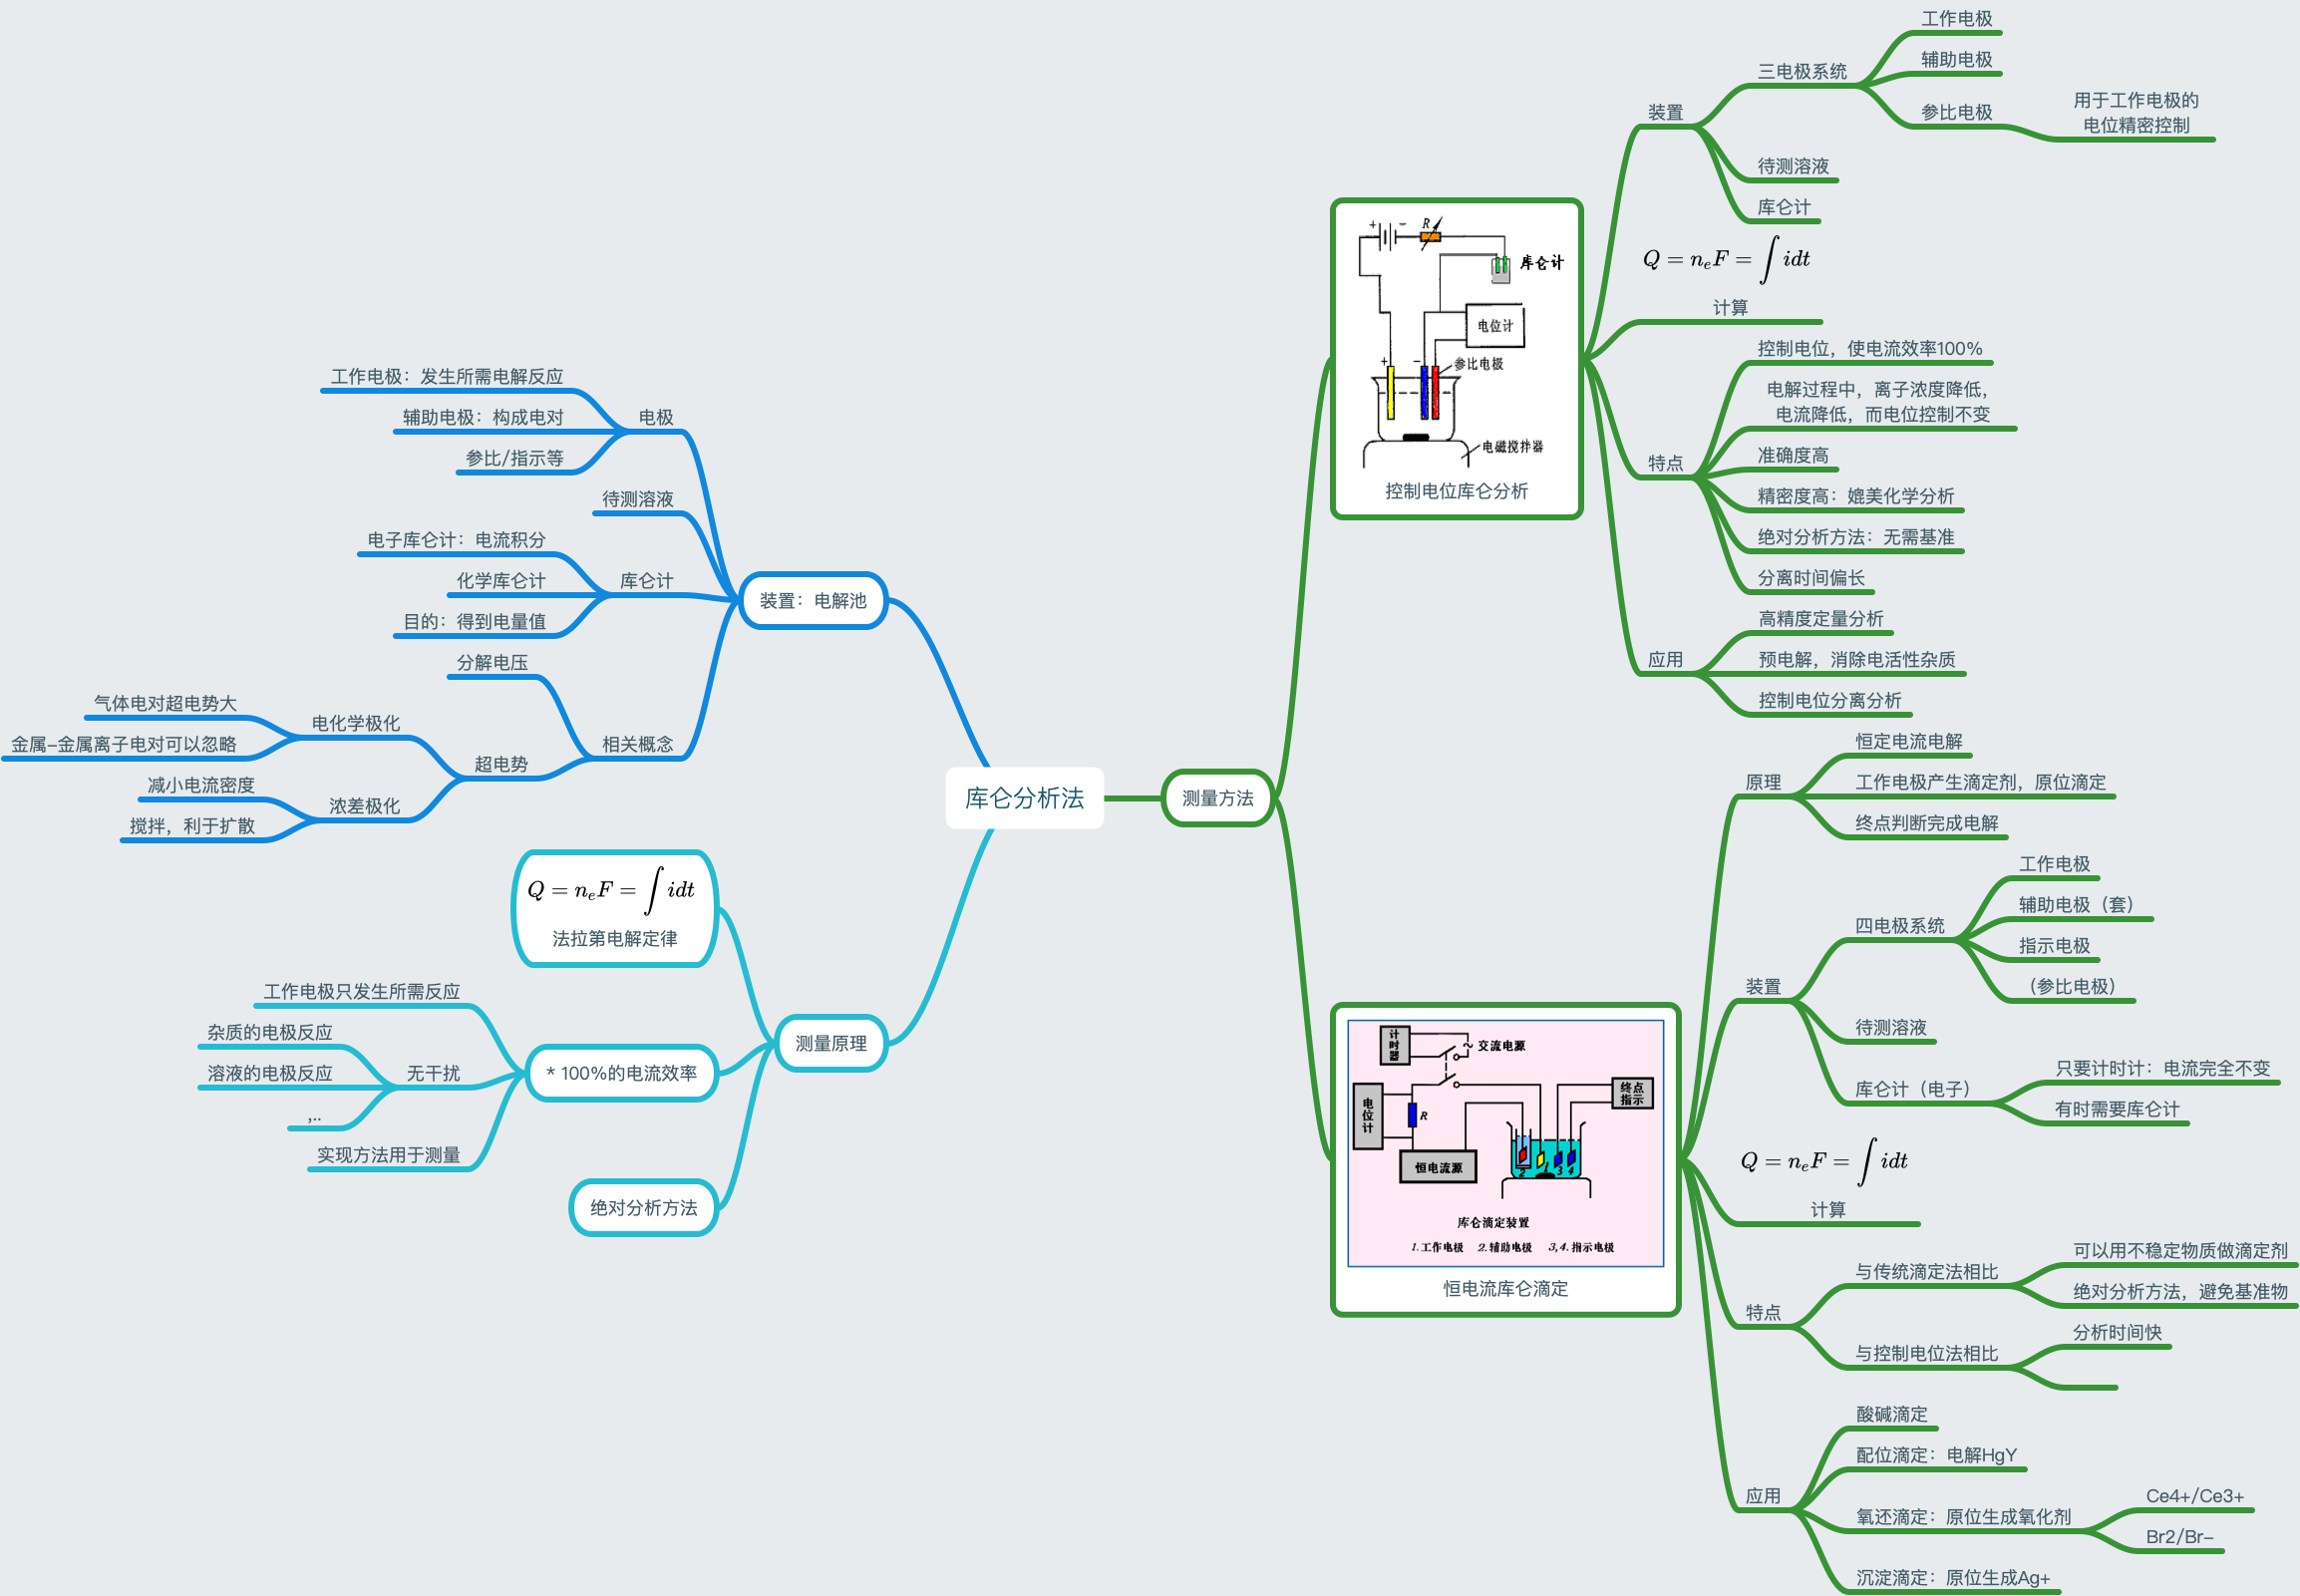 库仑分析法
装置：电解池
电极
工作电极：发生所需电解反应
辅助电极：构成电对
参比/指示等
待测溶液
库仑计
电子库仑计：电流积分
化学库仑计
目的：得到电量值
相关概念
分解电压
超电势
电化学极化
气体电对超电势大
金属-金属离子电对可以忽略
浓差极化
减小电流密度
搅拌，利于扩散
测量原理
Q = nₑF = ∫ idt
法拉第电解定律
* 100%的电流效率
工作电极只发生所需反应
无干扰
杂质的电极反应
溶液的电极反应
,..
实现方法用于测量
绝对分析方法
测量方法
+ − R
库仑计
电位计
+ −
参比电极
电磁搅拌器
控制电位库仑分析
装置
三电极系统
工作电极
辅助电极
参比电极
用于工作电极的
电位精密控制
待测溶液
库仑计
Q = nₑF = ∫ idt
计算
特点
控制电位，使电流效率100%
电解过程中，离子浓度降低，
电流降低，而电位控制不变
准确度高
精密度高：媲美化学分析
绝对分析方法：无需基准
分离时间偏长
应用
高精度定量分析
预电解，消除电活性杂质
控制电位分离分析
计时器
~ 交流电源
电位计
R
终点
指示
恒电流源
2 1 3 4
库仑滴定装置
1.工作电极 2.辅助电极 3,4.指示电极
恒电流库仑滴定
原理
恒定电流电解
工作电极产生滴定剂，原位滴定
终点判断完成电解
装置
四电极系统
工作电极
辅助电极（套）
指示电极
（参比电极）
待测溶液
库仑计（电子）
只要计时计：电流完全不变
有时需要库仑计
Q = nₑF = ∫ idt
计算
特点
与传统滴定法相比
可以用不稳定物质做滴定剂
绝对分析方法，避免基准物
与控制电位法相比
分析时间快
应用
酸碱滴定
配位滴定：电解HgY
氧还滴定：原位生成氧化剂
Ce4+/Ce3+
Br2/Br-
沉淀滴定：原位生成Ag+